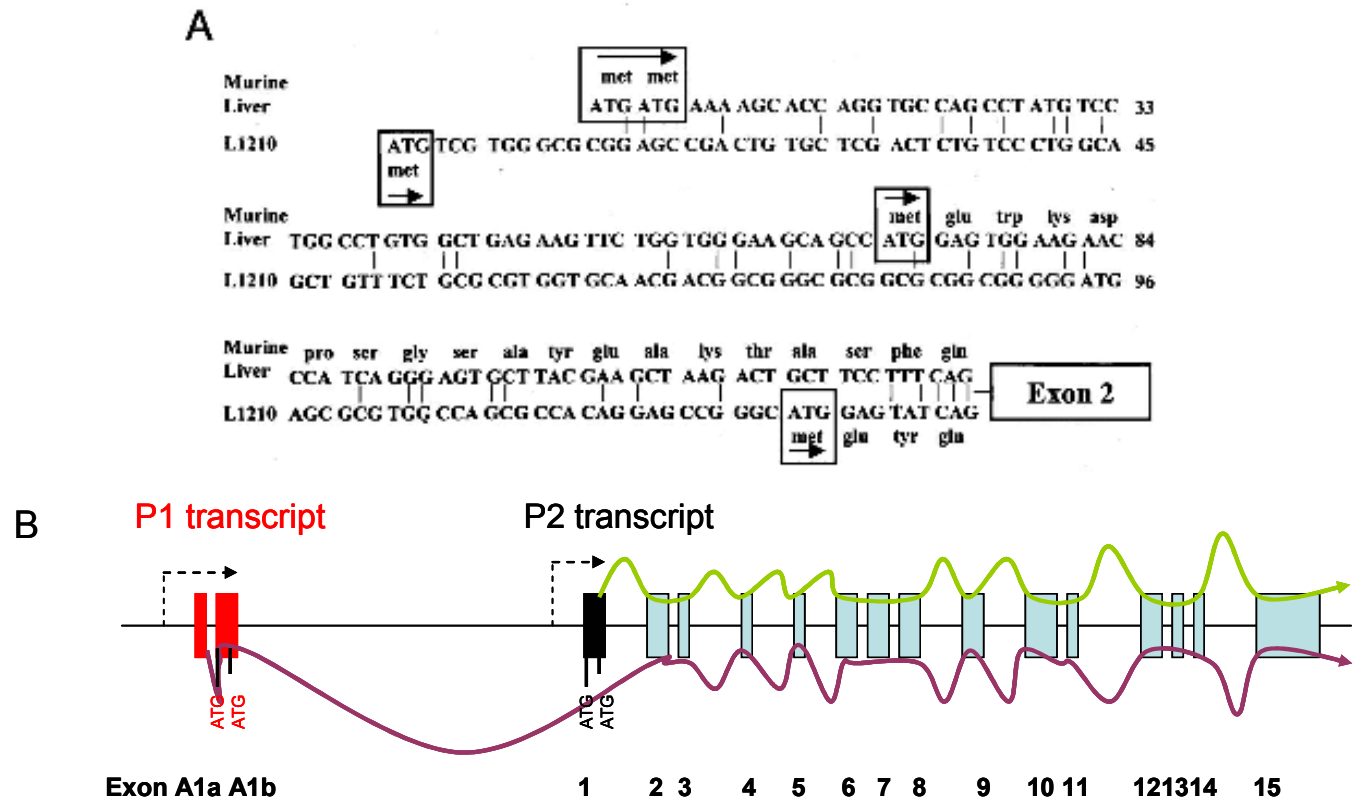 A
met met
Murine
Liver ATG ATG AAA AGC ACC AGG TGC CAG CCT ATG TCC 33
L1210 ATG TCG TGG GCG CGG AGC CGA CTG TGC TCG ACT CTG TCC CTG GCA 45
met
Murine met glu trp lys asp
Liver TGG CCT GTG GCT GAG AAG TTC TGG TGG GAA GCA GCC ATG GAG TGG AAG AAC 84
L1210 GCT GTT TCT GCG CGT GGT GCA ACG ACG GCG GGC GCG GCG CGG CGG GGG ATG 96
Murine pro ser gly ser ala tyr glu ala lys thr ala ser phe gln
Liver CCA TCA GGG AGT GCT TAC GAA GCT AAG ACT GCT TCC TTT CAG
Exon 2
L1210 AGC GCG TGG CCA GCG CCA CAG GAG CCG GGC ATG GAG TAT CAG
met glu tyr gln
B
P1 transcript P2 transcript
ATG ATG ATG ATG
Exon A1a A1b 1 2 3 4 5 6 7 8 9 10 11 12 13 14 15